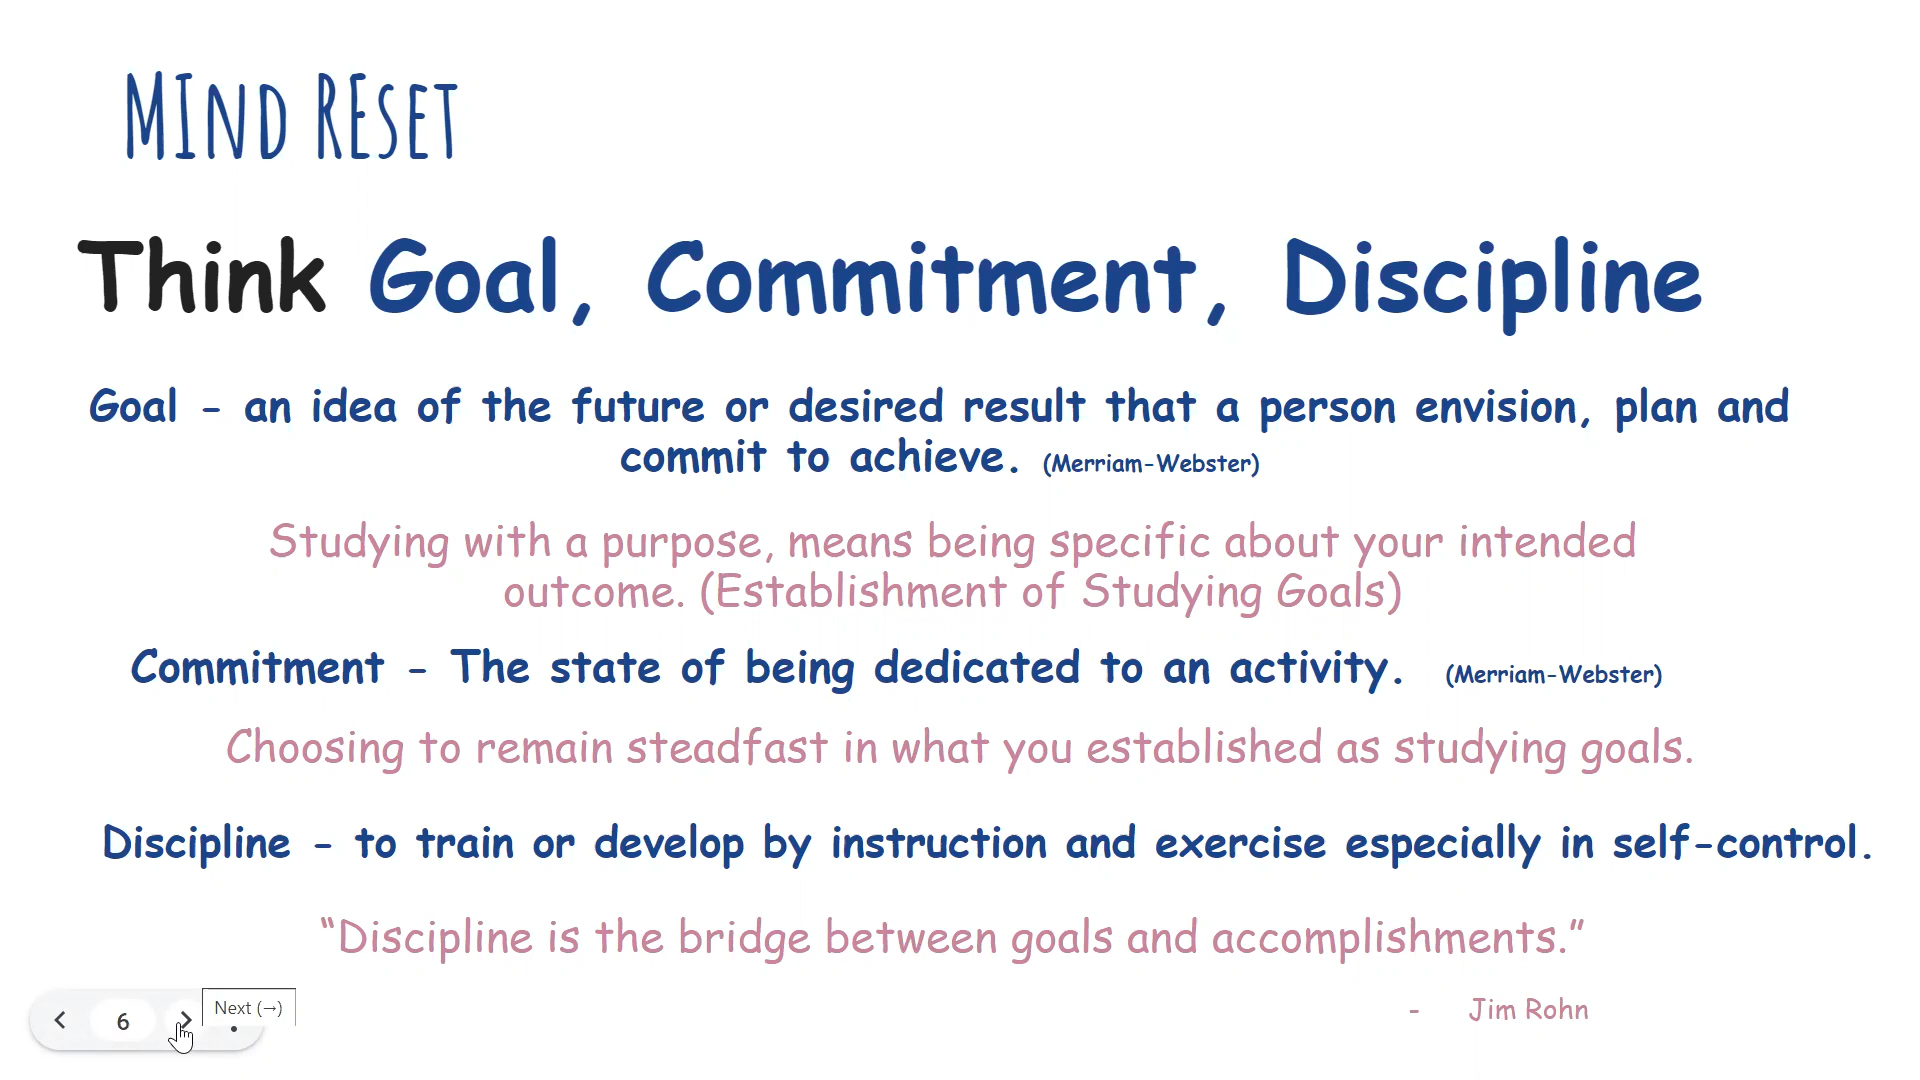 MIND RESET
Think Goal, Commitment, Discipline
Goal - an idea of the future or desired result that a person envision, plan and
commit to achieve. (Merriam-Webster)
Studying with a purpose, means being specific about your intended
outcome. (Establishment of Studying Goals)
Commitment - The state of being dedicated to an activity. (Merriam-Webster)
Choosing to remain steadfast in what you established as studying goals.
Discipline - to train or develop by instruction and exercise especially in self-control.
“Discipline is the bridge between goals and accomplishments.”
- Jim Rohn
6
Next (→)